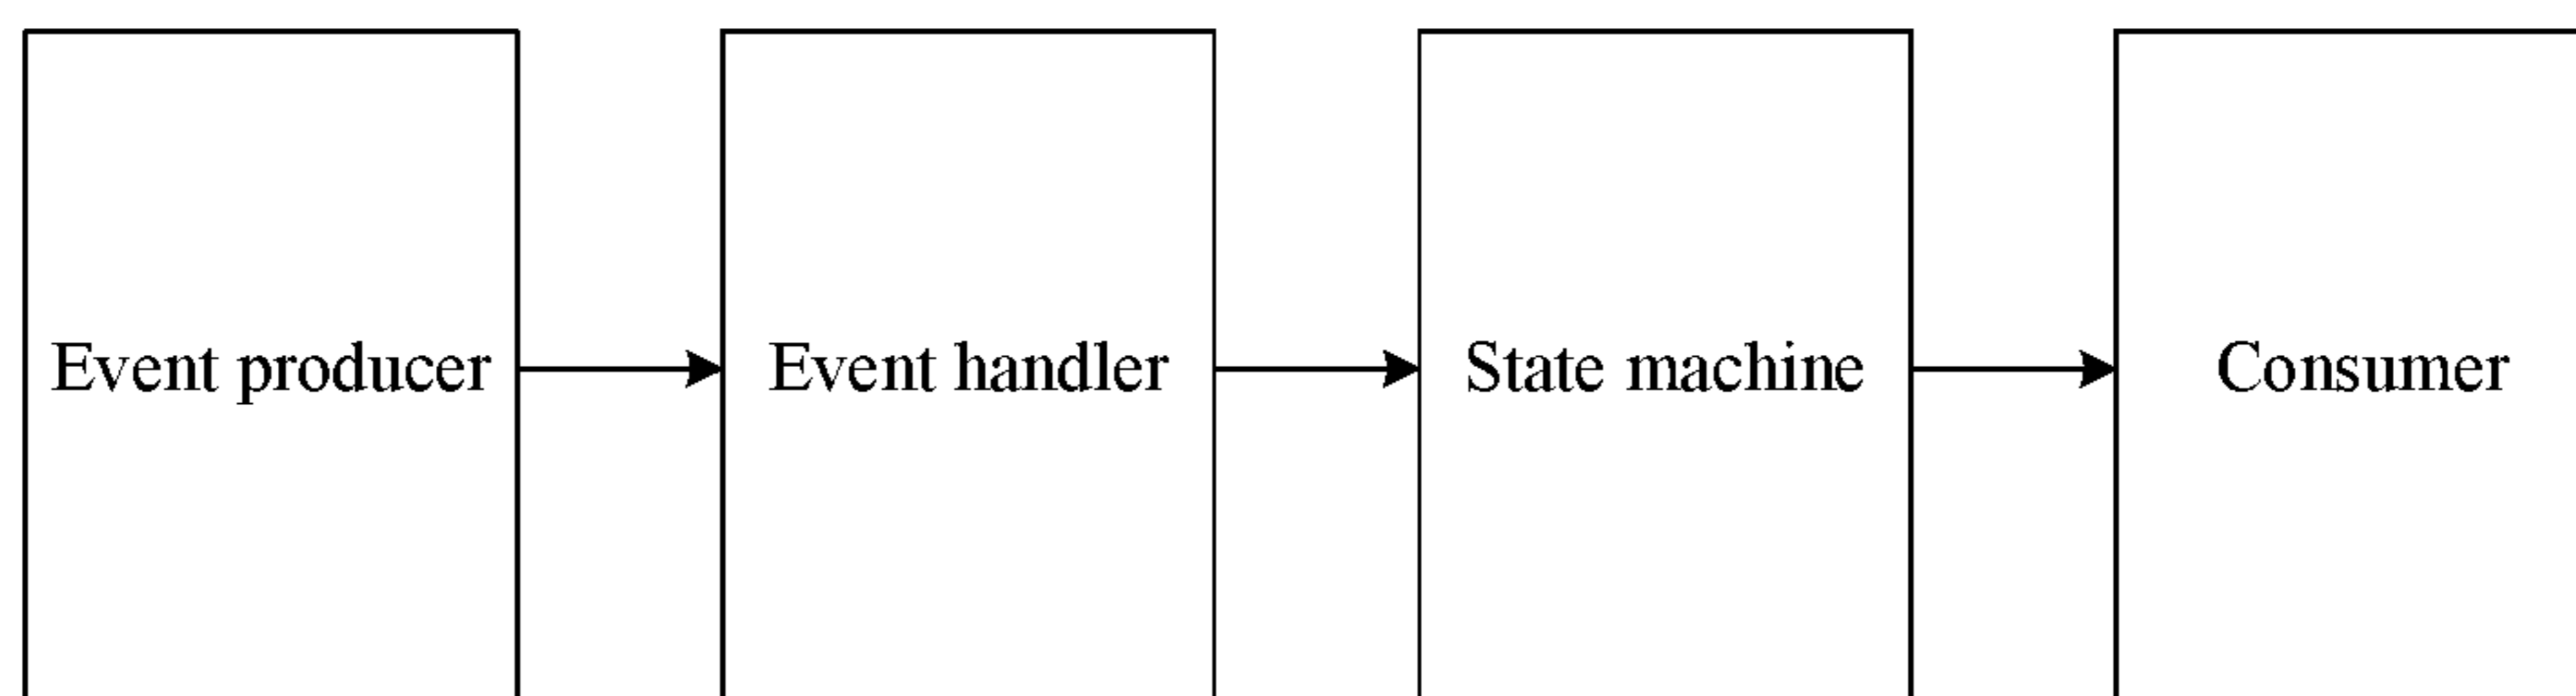 Event producer
Event handler
State machine
Consumer